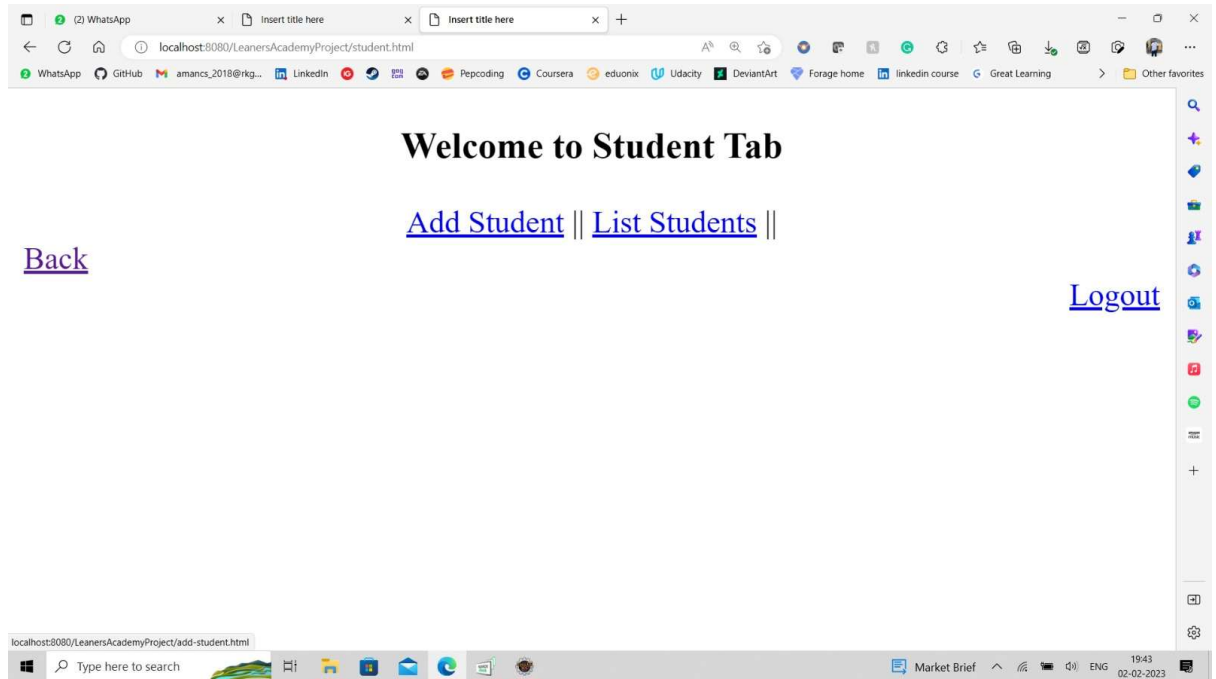 (2) WhatsApp
Insert title here
Insert title here
localhost:8080/LeanersAcademyProject/student.html
WhatsApp GitHub amancs_2018@rkg... LinkedIn Pepcoding Coursera eduonix Udacity DeviantArt Forage home linkedin course Great Learning Other favorites
Welcome to Student Tab
Add Student || List Students ||
Back
Logout
localhost:8080/LeanersAcademyProject/add-student.html
Type here to search
Market Brief
ENG
19:43
02-02-2023